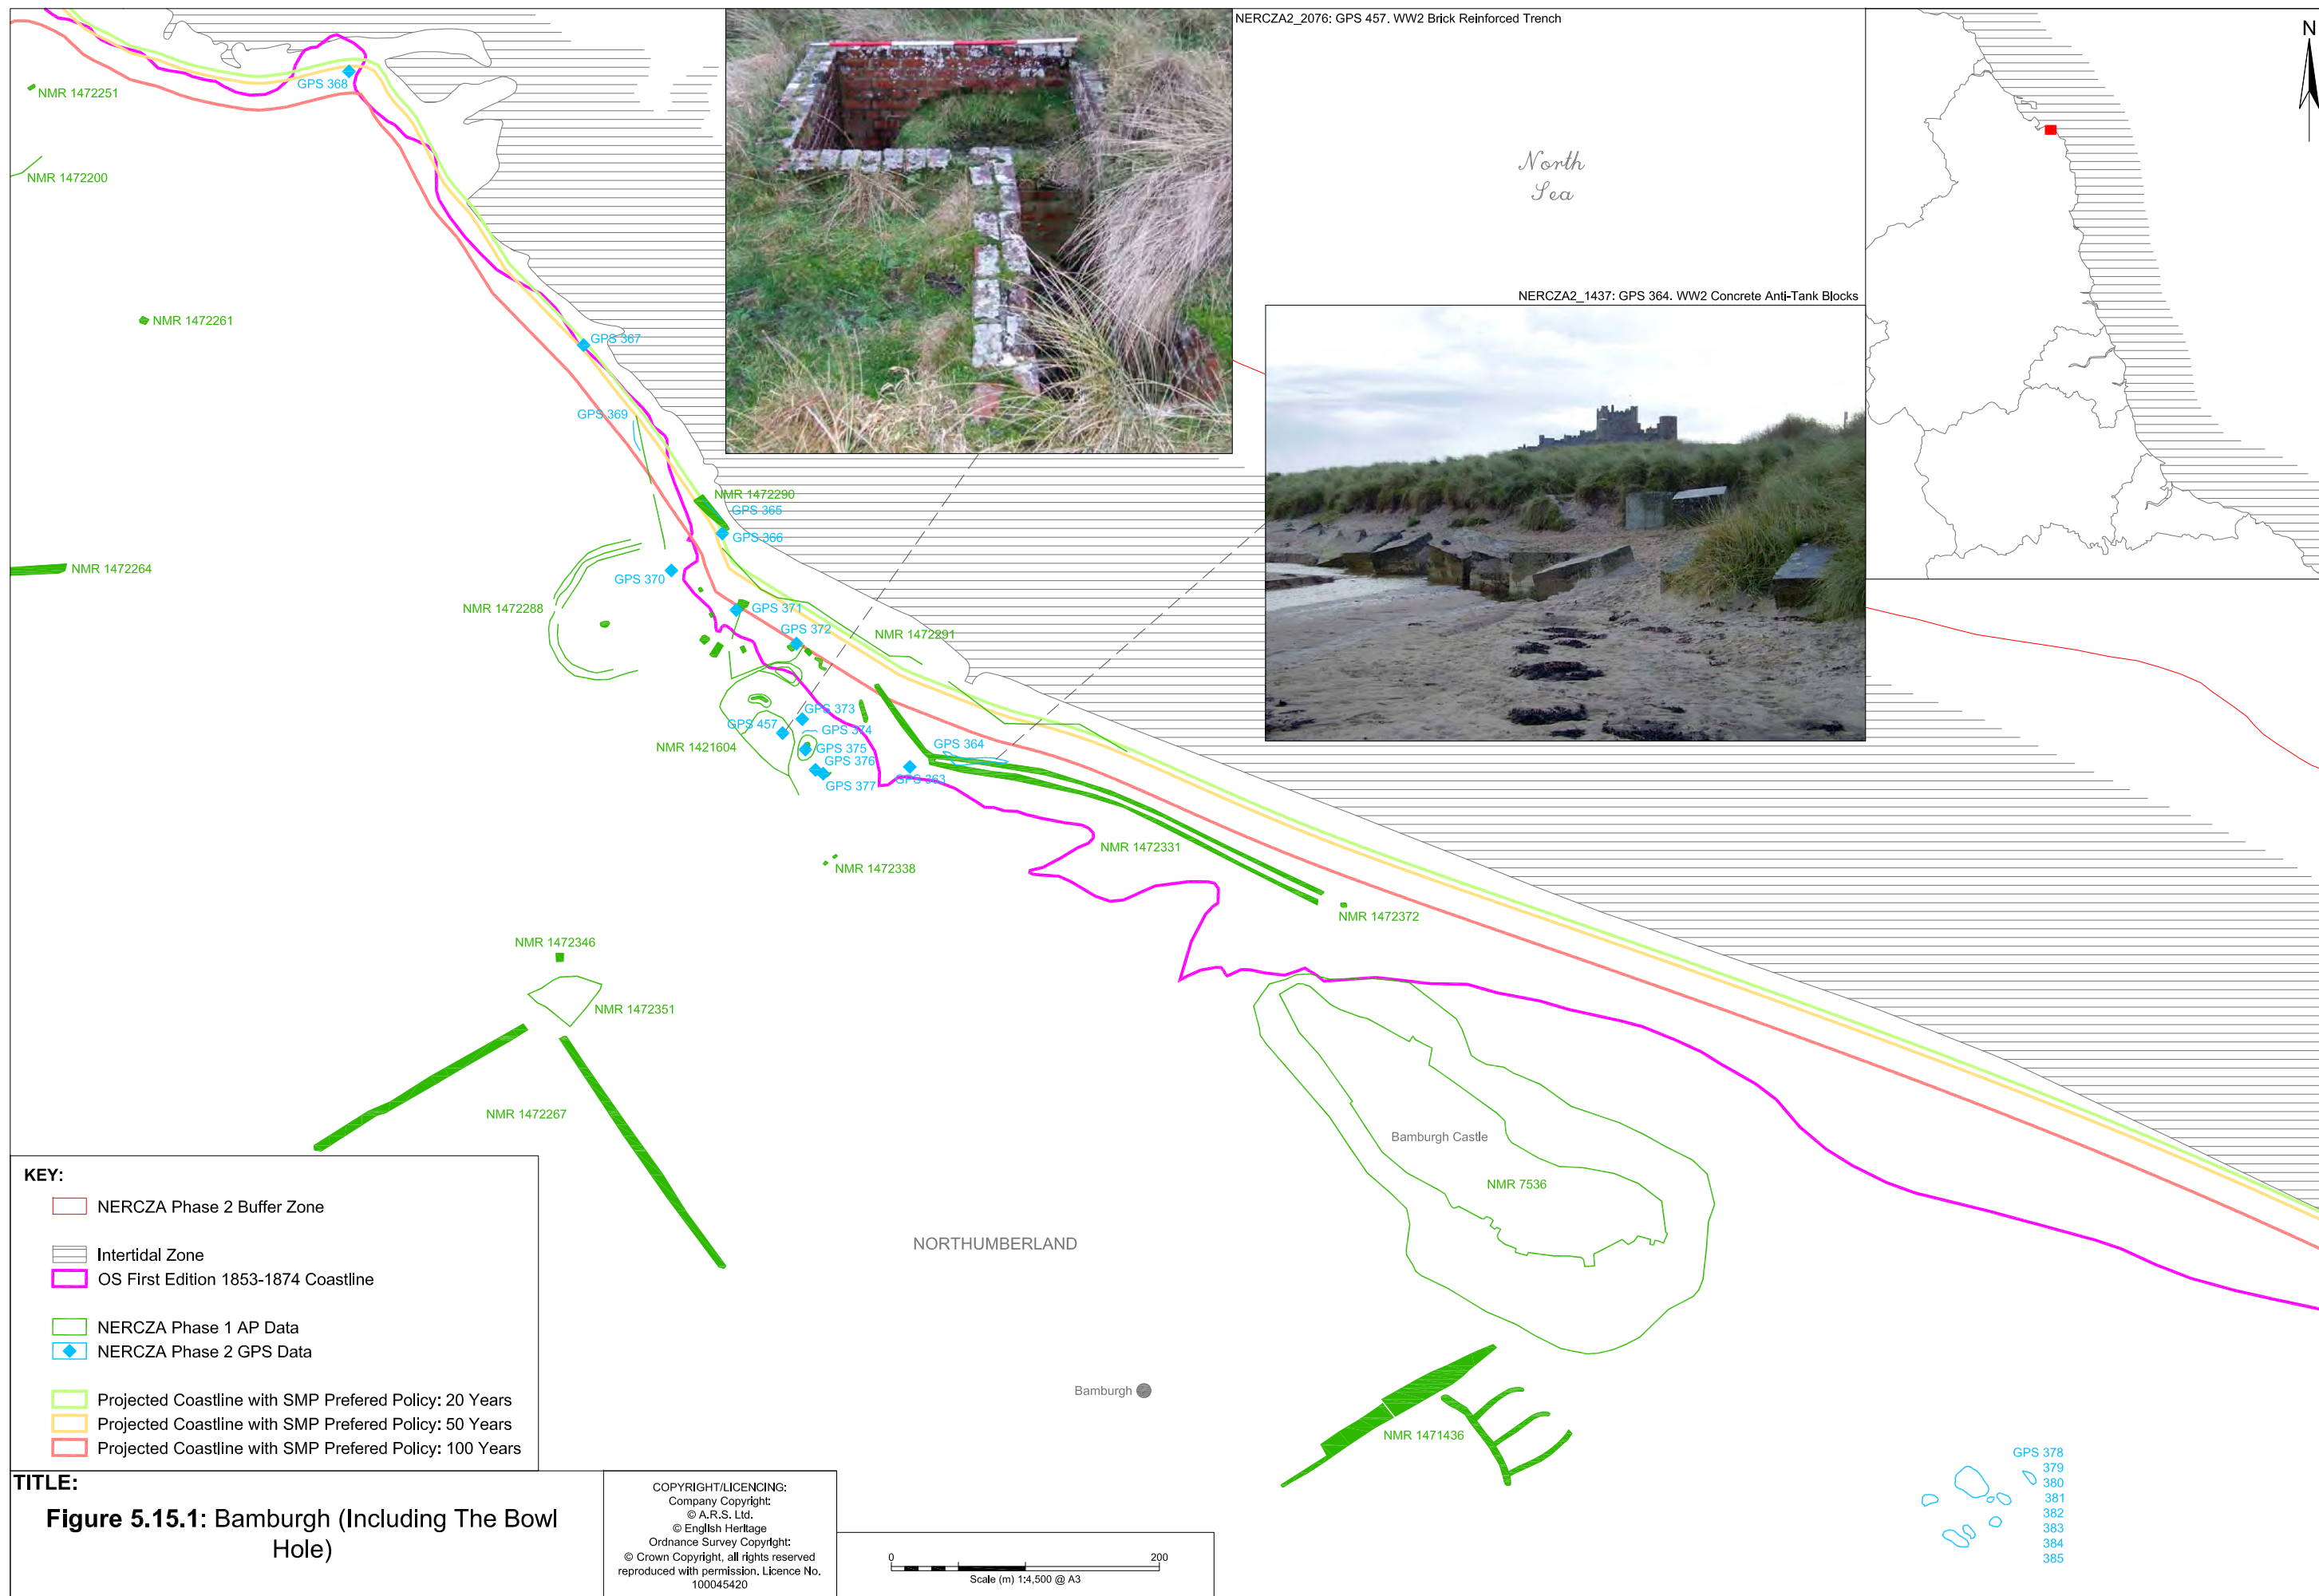 NERCZA2_2076: GPS 457. WW2 Brick Reinforced Trench
N
GPS 368
NMR 1472251
North
Sea
NMR 1472200
NERCZA2_1437: GPS 364. WW2 Concrete Anti-Tank Blocks
NMR 1472261
GPS 367
GPS 369
NMR 1472290
GPS 365
GPS 366
NMR 1472264
GPS 370
NMR 1472288
GPS 371
GPS 372
NMR 1472291
GPS 373
GPS 457
GPS 374
NMR 1421604
GPS 375
GPS 364
GPS 376
GPS 363
GPS 377
NMR 1472331
NMR 1472338
NMR 1472372
NMR 1472346
NMR 1472351
NMR 1472267
Bamburgh Castle
NMR 7536
NORTHUMBERLAND
Bamburgh
NMR 1471436
GPS 378
379
380
381
382
383
384
385
KEY:
NERCZA Phase 2 Buffer Zone
Intertidal Zone
OS First Edition 1853-1874 Coastline
NERCZA Phase 1 AP Data
NERCZA Phase 2 GPS Data
Projected Coastline with SMP Prefered Policy: 20 Years
Projected Coastline with SMP Prefered Policy: 50 Years
Projected Coastline with SMP Prefered Policy: 100 Years
TITLE:
Figure 5.15.1: Bamburgh (Including The Bowl
Hole)
COPYRIGHT/LICENCING:
Company Copyright:
© A.R.S. Ltd.
© English Heritage
Ordnance Survey Copyright:
© Crown Copyright, all rights reserved
reproduced with permission. Licence No.
100045420
0 200
Scale (m) 1:4,500 @ A3